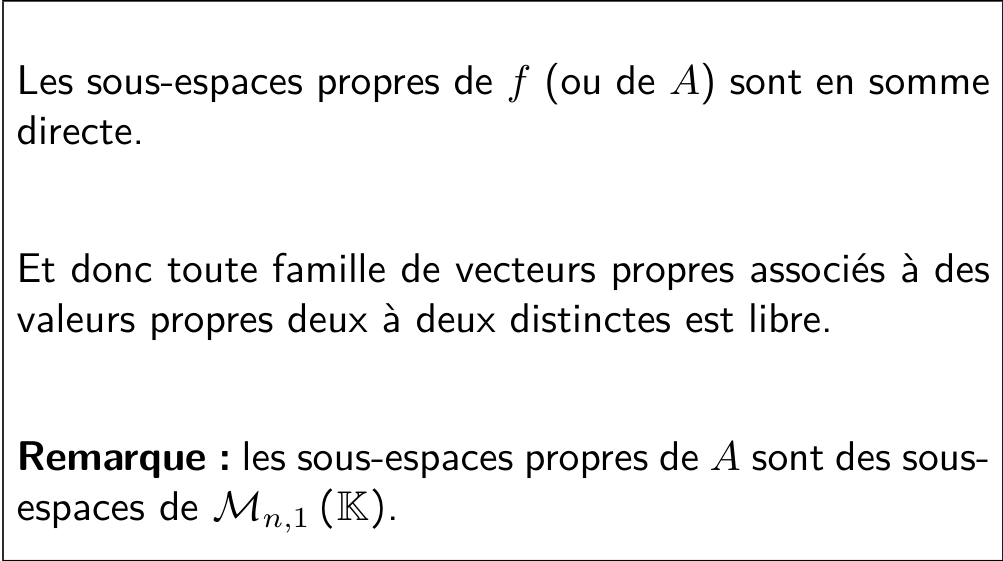 Les sous-espaces propres de f (ou de A) sont en somme
directe.
Et donc toute famille de vecteurs propres associés à des
valeurs propres deux à deux distinctes est libre.
Remarque : les sous-espaces propres de A sont des sous-
espaces de ℳₙ,₁ (𝕂).